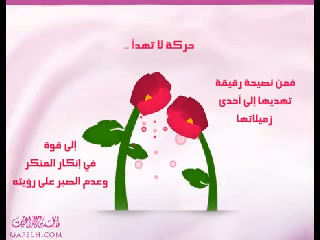 حركة لا تهدأ ..
فمن نصيحة رقيقة
تهديها إلى أحدى
زميلاتها
إلى قوة
في إنكار المنكر
وعدم الصبر على رؤيته
GAFELH.COM